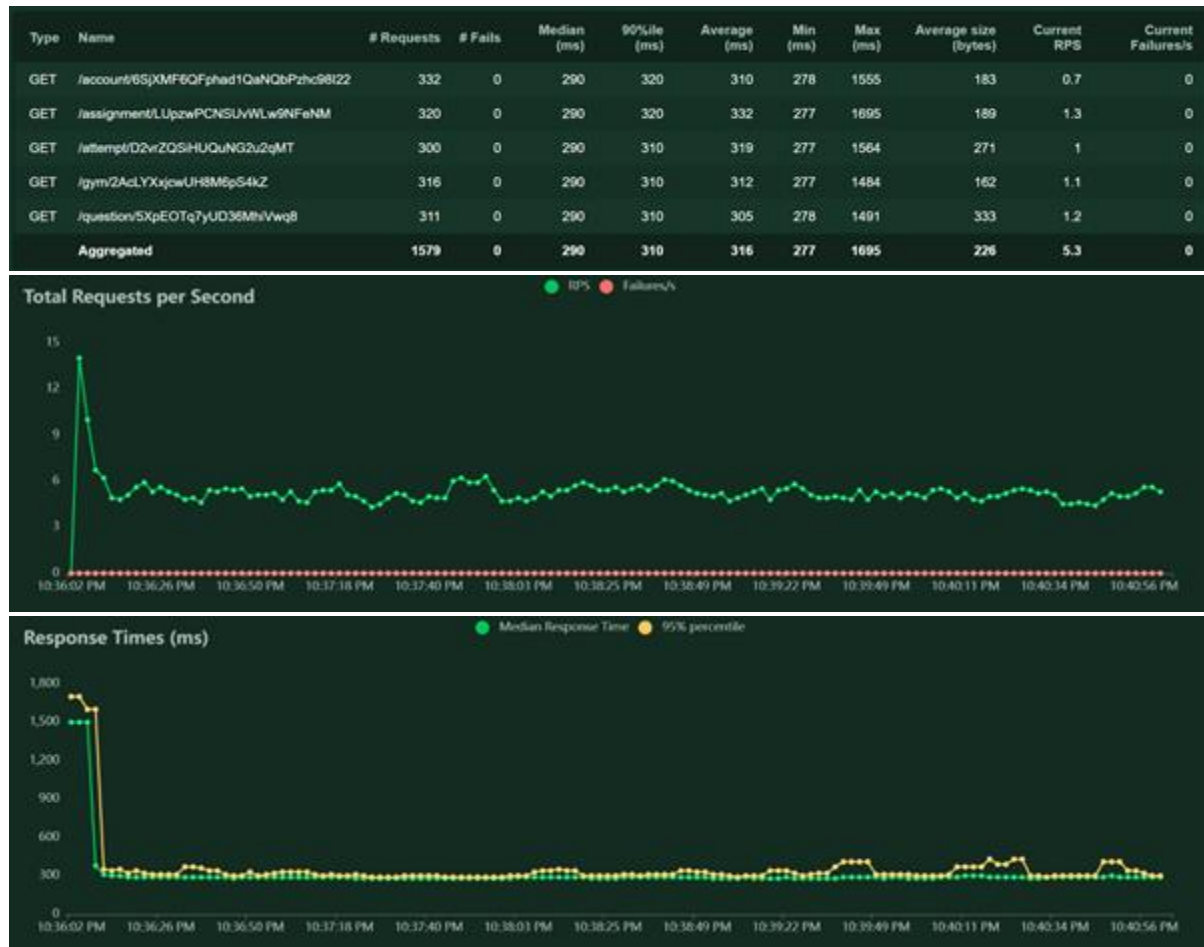 Type Name # Requests # Fails Median (ms) 90%ile (ms) Average (ms) Min (ms) Max (ms) Average size (bytes) Current RPS Current Failures/s
GET /account/6SjXMF6QFphad1QaNQbPzhc98I22 332 0 290 320 310 278 1555 183 0.7 0
GET /assignment/LUpzwPCNSUvWLw9NFeNM 320 0 290 320 332 277 1695 189 1.3 0
GET /attempt/D2vrZQSiHUQuNG2u2qMT 300 0 290 310 319 277 1564 271 1 0
GET /gym/2AcLYXxjcwUH8M6pS4kZ 316 0 290 310 312 277 1484 162 1.1 0
GET /question/5XpEOTq7yUD36MhiVwq8 311 0 290 310 305 278 1491 333 1.2 0
Aggregated 1579 0 290 310 316 277 1695 226 5.3 0
Total Requests per Second
RPS Failures/s
15
12
9
6
3
0
10:36:02 PM 10:36:26 PM 10:36:50 PM 10:37:18 PM 10:37:40 PM 10:38:03 PM 10:38:25 PM 10:38:49 PM 10:39:22 PM 10:39:49 PM 10:40:11 PM 10:40:34 PM 10:40:56 PM
Response Times (ms)
Median Response Time 95% percentile
1,800
1,500
1,200
900
600
300
0
10:36:02 PM 10:36:26 PM 10:36:50 PM 10:37:18 PM 10:37:40 PM 10:38:03 PM 10:38:25 PM 10:38:49 PM 10:39:22 PM 10:39:49 PM 10:40:11 PM 10:40:34 PM 10:40:56 PM